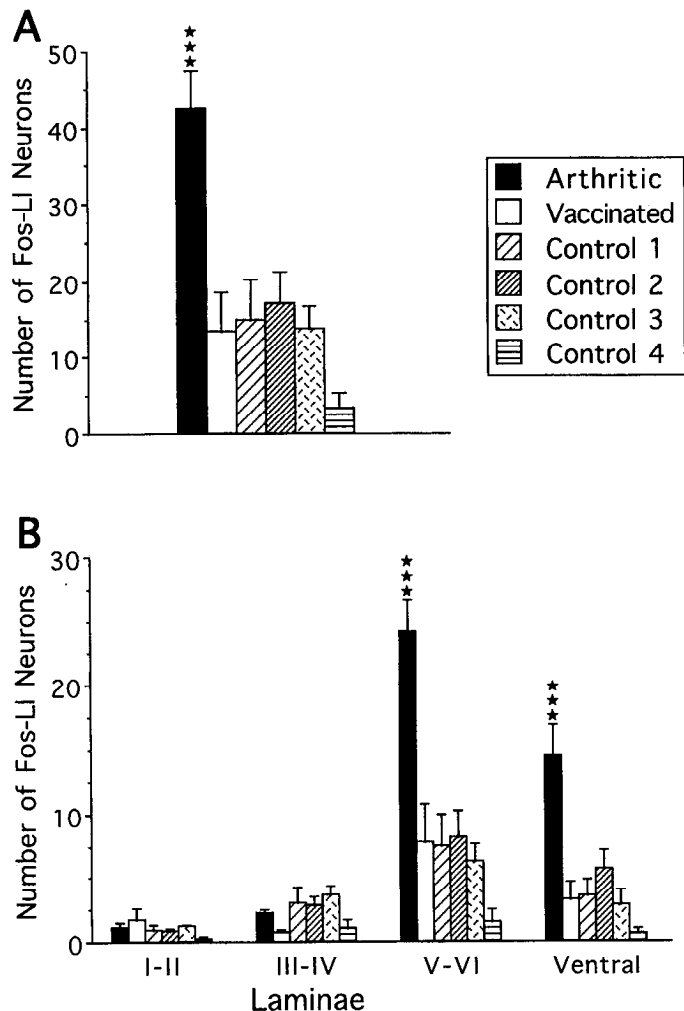 A
★★★
Number of Fos-LI Neurons
50
40
30
20
10
0
Arthritic
Vaccinated
Control 1
Control 2
Control 3
Control 4
B
★★★
★★★
Number of Fos-LI Neurons
30
20
10
0
I-II
III-IV
V-VI
Ventral
Laminae